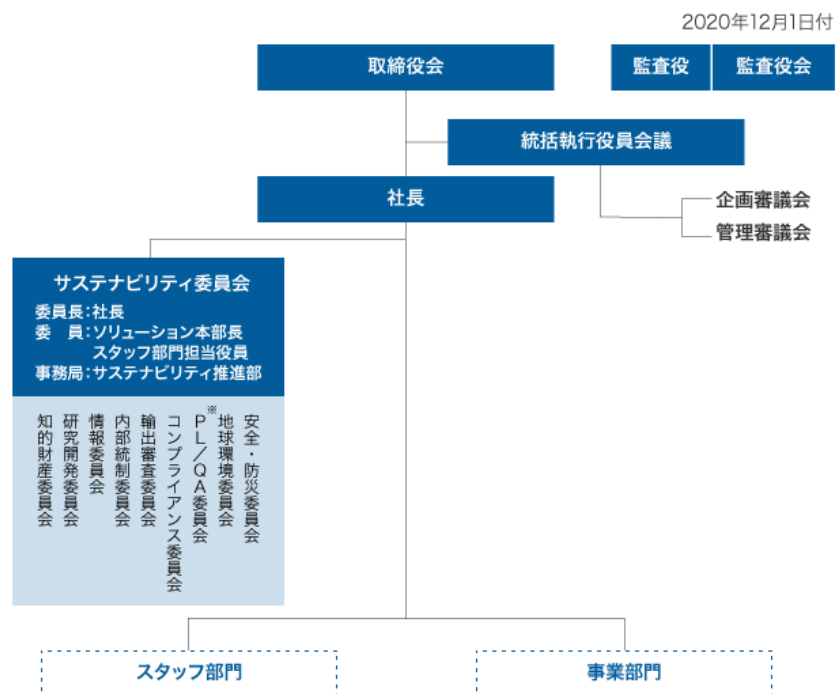 2020年12月1日付
取締役会
監査役
監査役会
統括執行役員会議
社長
企画審議会
管理審議会
サステナビリティ委員会
委員長:社長
委　員:ソリューション本部長
スタッフ部門担当役員
事務局:サステナビリティ推進部
安全・防災委員会
地球環境委員会
PL／QA委員会※
コンプライアンス委員会
輸出審査委員会
内部統制委員会
情報委員会
研究開発委員会
知的財産委員会
スタッフ部門
事業部門